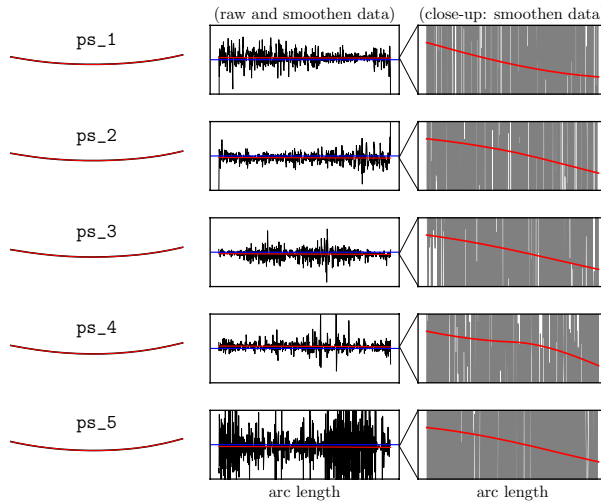 (raw and smoothen data) (close-up: smoothen data
ps_1
ps_2
ps_3
ps_4
ps_5
arc length arc length